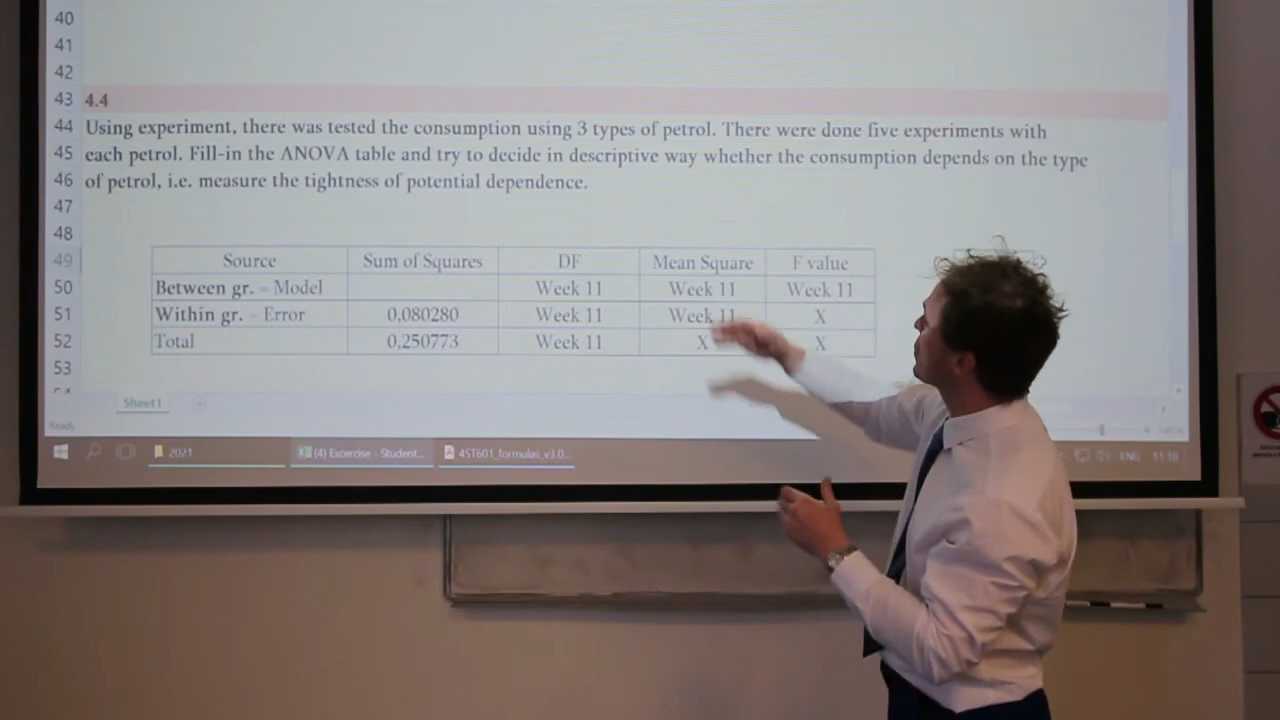 40
41
42
43 4.4
44 Using experiment, there was tested the consumption using 3 types of petrol. There were done five experiments with
45 each petrol. Fill-in the ANOVA table and try to decide in descriptive way whether the consumption depends on the type
46 of petrol, i.e. measure the tightness of potential dependence.
47
48
49 Source Sum of Squares DF Mean Square F value
50 Between gr. - Model Week 11 Week 11 Week 11
51 Within gr. - Error 0,080280 Week 11 Week 11 X
52 Total 0,250773 Week 11 X X
53
Sheet1
Ready
2021 (4) Excercise - Student... 4ST601_formulas_v3.0... ENG 11:18